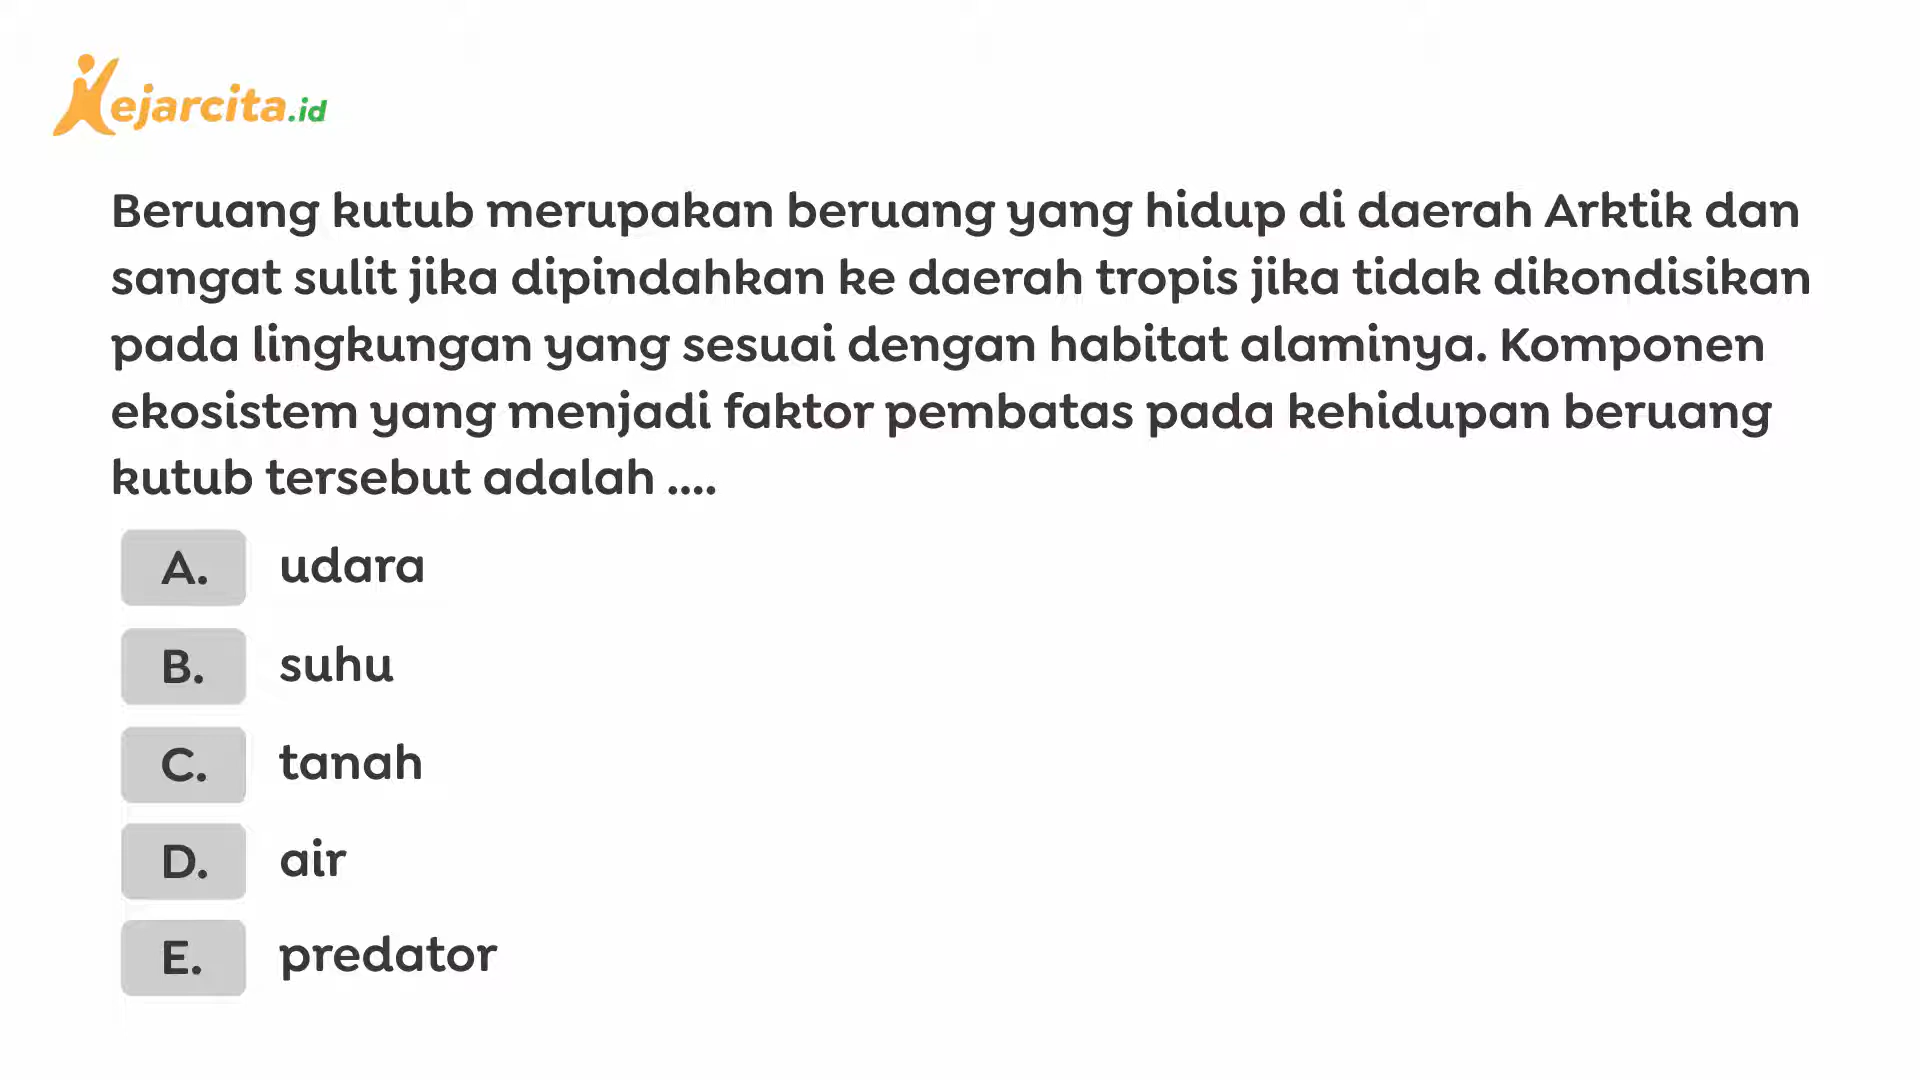 Kejarcita.id
Beruang kutub merupakan beruang yang hidup di daerah Arktik dan
sangat sulit jika dipindahkan ke daerah tropis jika tidak dikondisikan
pada lingkungan yang sesuai dengan habitat alaminya. Komponen
ekosistem yang menjadi faktor pembatas pada kehidupan beruang
kutub tersebut adalah ....
A. udara
B. suhu
C. tanah
D. air
E. predator